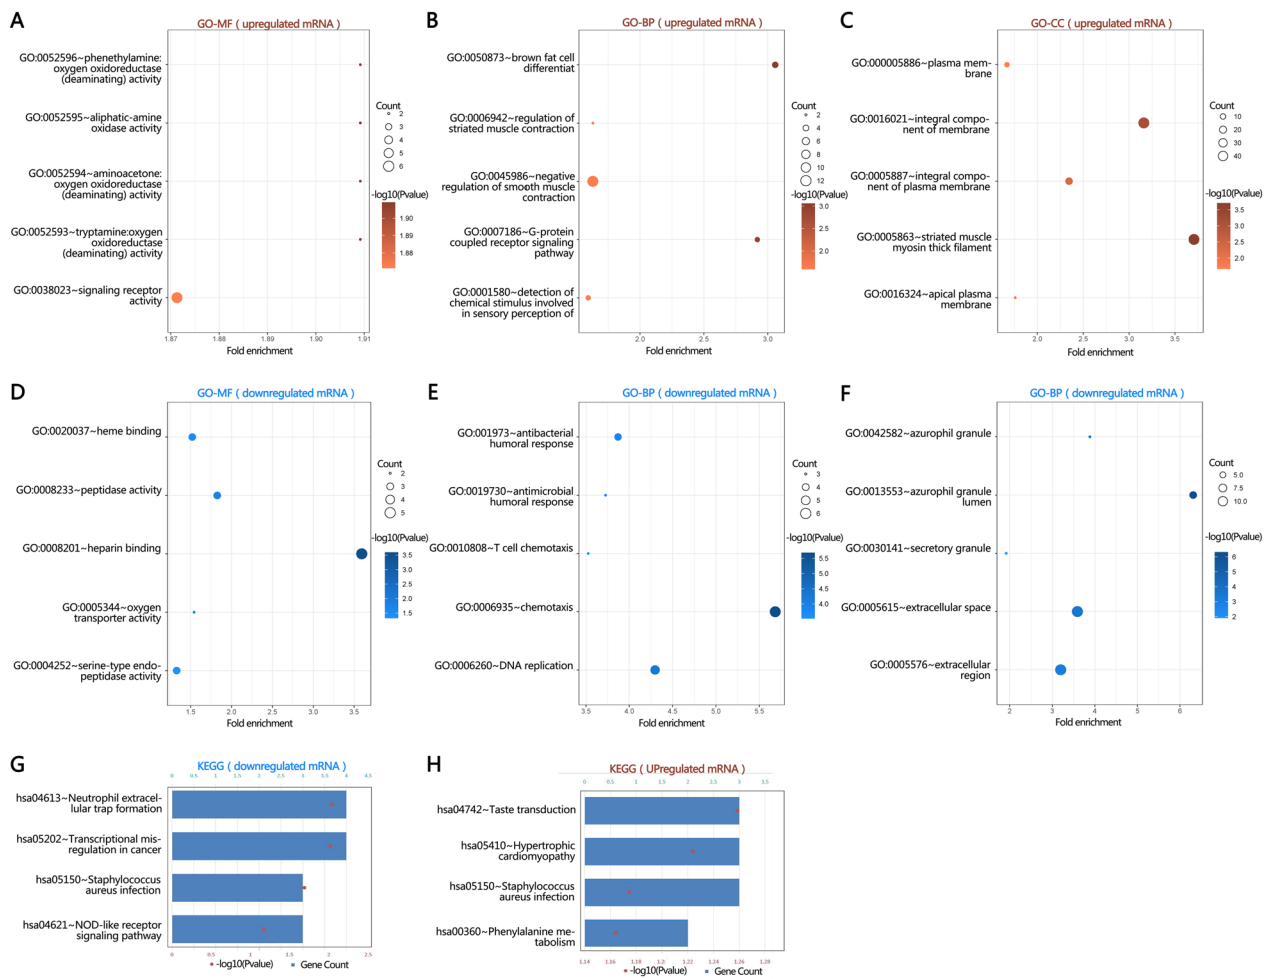 A
GO-MF ( upregulated mRNA )
GO:0052596~phenethylamine:
oxygen oxidoreductase
(deaminating) activity
GO:0052595~aliphatic-amine
oxidase activity
GO:0052594~aminoacetone:
oxygen oxidoreductase
(deaminating) activity
GO:0052593~tryptamine:oxygen
oxidoreductase
(deaminating) activity
GO:0038023~signaling receptor
activity
1.87
1.88
1.89
1.90
1.91
Fold enrichment
Count
2
3
4
5
6
-log10(Pvalue)
1.90
1.89
1.88
B
GO-BP ( upregulated mRNA )
GO:0050873~brown fat cell
differentiat
GO:0006942~regulation of
striated muscle contraction
GO:0045986~negative
regulation of smooth muscle
contraction
GO:0007186~G-protein
coupled receptor signaling
pathway
GO:0001580~detection of
chemical stimulus involved
in sensory perception of
2.0
2.5
3.0
Fold enrichment
Count
2
4
6
8
10
12
-log10(Pvalue)
3.0
2.5
2.0
C
GO-CC ( upregulated mRNA )
GO:000005886~plasma mem-
brane
GO:0016021~integral compo-
nent of membrane
GO:0005887~integral compo-
nent of plasma membrane
GO:0005863~striated muscle
myosin thick filament
GO:0016324~apical plasma
membrane
2.0
2.5
3.0
3.5
Fold enrichment
Count
10
20
30
40
-log10(Pvalue)
3.5
3.0
2.5
2.0
D
GO-MF ( downregulated mRNA )
GO:0020037~heme binding
GO:0008233~peptidase activity
GO:0008201~heparin binding
GO:0005344~oxygen
transporter activity
GO:0004252~serine-type endo-
peptidase activity
1.5
2.0
2.5
3.0
3.5
Fold enrichment
Count
2
3
4
5
-log10(Pvalue)
3.5
3.0
2.5
2.0
1.5
E
GO-BP ( downregulated mRNA )
GO:001973~antibacterial
humoral response
GO:0019730~antimicrobial
humoral response
GO:0010808~T cell chemotaxis
GO:0006935~chemotaxis
GO:0006260~DNA replication
3.5
4.0
4.5
5.0
5.5
Fold enrichment
Count
3
4
5
6
-log10(Pvalue)
5.5
5.0
4.5
4.0
F
GO-BP ( downregulated mRNA )
GO:0042582~azurophil granule
GO:0013553~azurophil granule
lumen
GO:0030141~secretory granule
GO:0005615~extracellular space
GO:0005576~extracellular
region
2
3
4
5
6
Fold enrichment
Count
5.0
7.5
10.0
-log10(Pvalue)
6
5
4
3
2
G
KEGG ( downregulated mRNA )
0
0.5
1
1.5
2
2.5
3
3.5
4
4.5
hsa04613~Neutrophil extracel-
lular trap formation
hsa05202~Transcriptional mis-
regulation in cancer
hsa05150~Staphylococcus
aureus infection
hsa04621~NOD-like receptor
signaling pathway
0
0.5
1
1.5
2
2.5
-log10(Pvalue)
Gene Count
H
KEGG ( UPregulated mRNA )
0
0.5
1
1.5
2
2.5
3
3.5
hsa04742~Taste transduction
hsa05410~Hypertrophic
cardiomyopathy
hsa05150~Staphylococcus
aureus infection
hsa00360~Phenylalanine me-
tabolism
1.14
1.16
1.18
1.2
1.22
1.24
1.26
1.28
-log10(Pvalue)
Gene Count